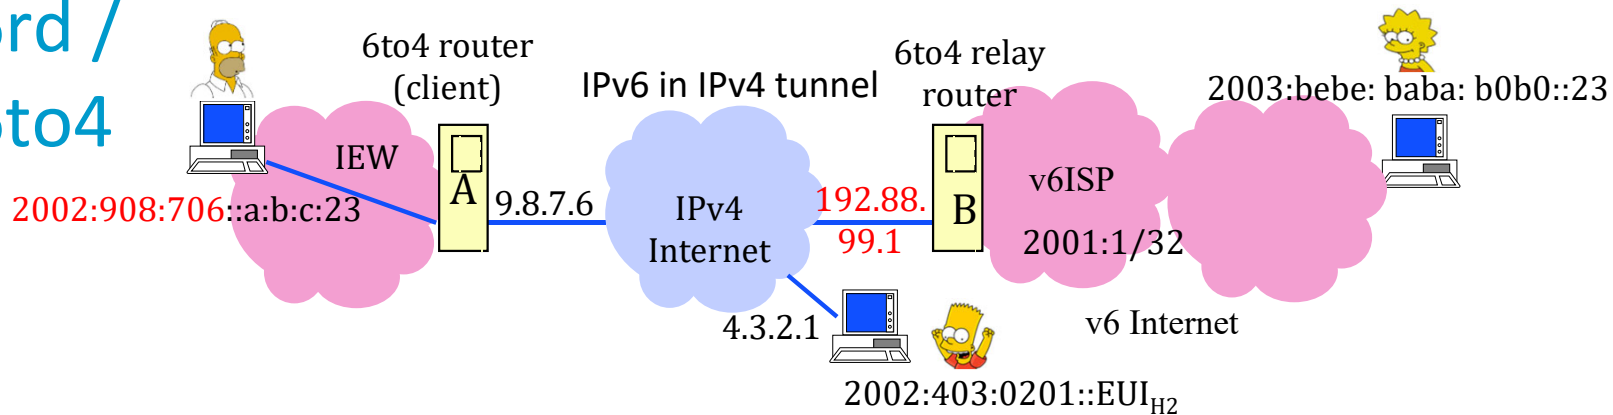 ord /
6to4
6to4 router
(client)
IPv6 in IPv4 tunnel
6to4 relay
router
2003:bebe: baba: b0b0::23
IEW
A
9.8.7.6
IPv4
Internet
192.88.
99.1
B
v6ISP
2001:1/32
2002:908:706::a:b:c:23
4.3.2.1
v6 Internet
2002:403:0201::EUIH2